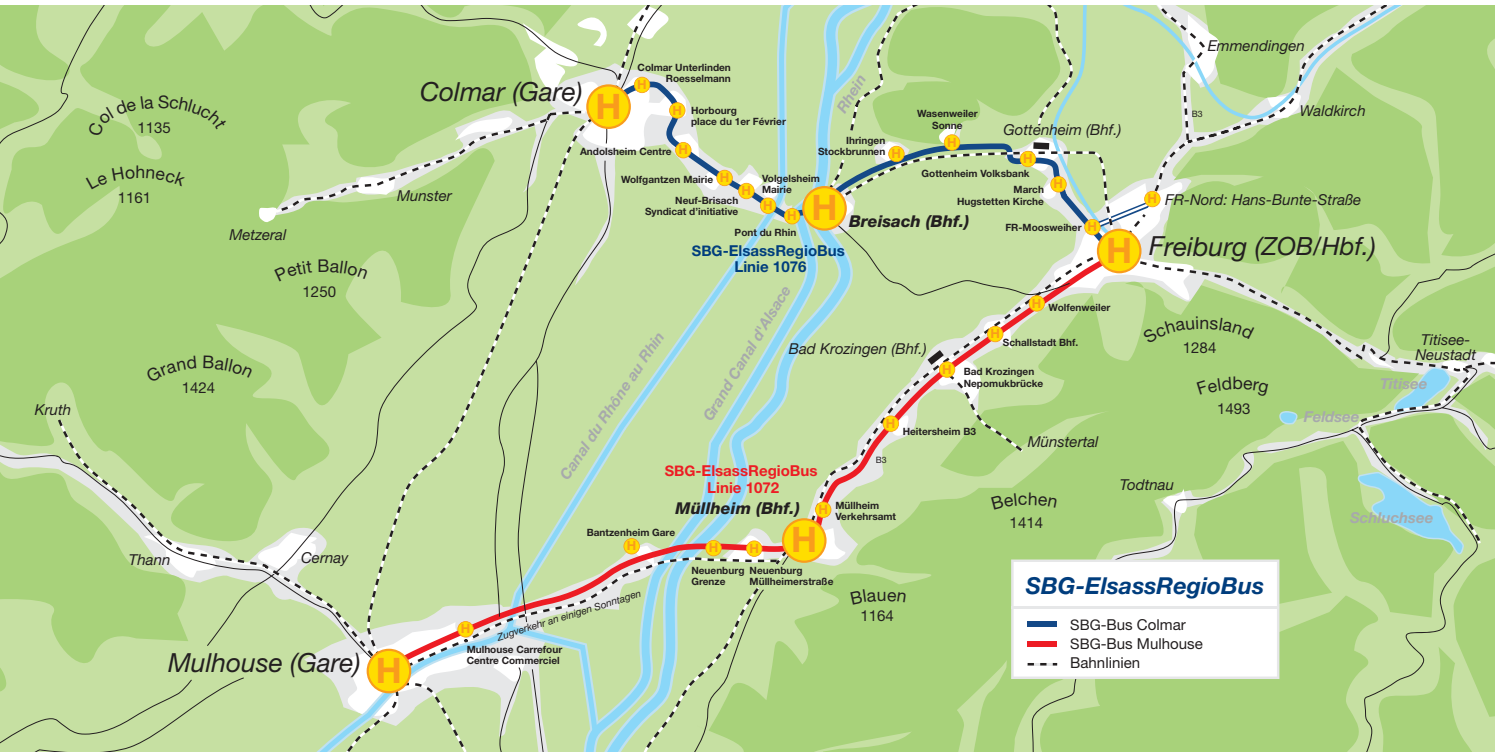 Emmendingen
Colmar Unterlinden
Roesselmann
Colmar (Gare)
H
Col de la Schlucht
1135
Horbourg
place du 1er Février
Rhein
Wasenweiler
Sonne
B3
Waldkirch
Gottenheim (Bhf.)
Ihringen
Stockbrunnen
Andolsheim Centre
Gottenheim Volksbank
Le Hohneck
1161
Munster
Wolfgantzen Mairie
Volgelsheim
Mairie
March
Hugstetten Kirche
Neuf-Brisach
Syndicat d'initiative
FR-Nord: Hans-Bunte-Straße
Metzeral
Pont du Rhin
H
Breisach (Bhf.)
FR-Moosweiher
SBG-ElsassRegioBus
Linie 1076
H
Freiburg (ZOB/Hbf.)
Petit Ballon
1250
Grand Canal d'Alsace
Wolfenweiler
Canal du Rhône au Rhin
Schauinsland
1284
Bad Krozingen (Bhf.)
Schallstadt Bhf.
Titisee-
Neustadt
Grand Ballon
1424
Bad Krozingen
Nepomukbrücke
Feldberg
1493
Titisee
Kruth
Feldsee
Heitersheim B3
Münstertal
B3
SBG-ElsassRegioBus
Linie 1072
Todtnau
Belchen
1414
Müllheim (Bhf.)
Müllheim
Verkehrsamt
Schluchsee
Bantzenheim Gare
H
Thann
Cernay
Neuenburg
Grenze
Neuenburg
Müllheimerstraße
Blauen
1164
Zugverkehr an einigen Sonntagen
Mulhouse (Gare)
H
Mulhouse Carrefour
Centre Commerciel
SBG-ElsassRegioBus
SBG-Bus Colmar
SBG-Bus Mulhouse
Bahnlinien